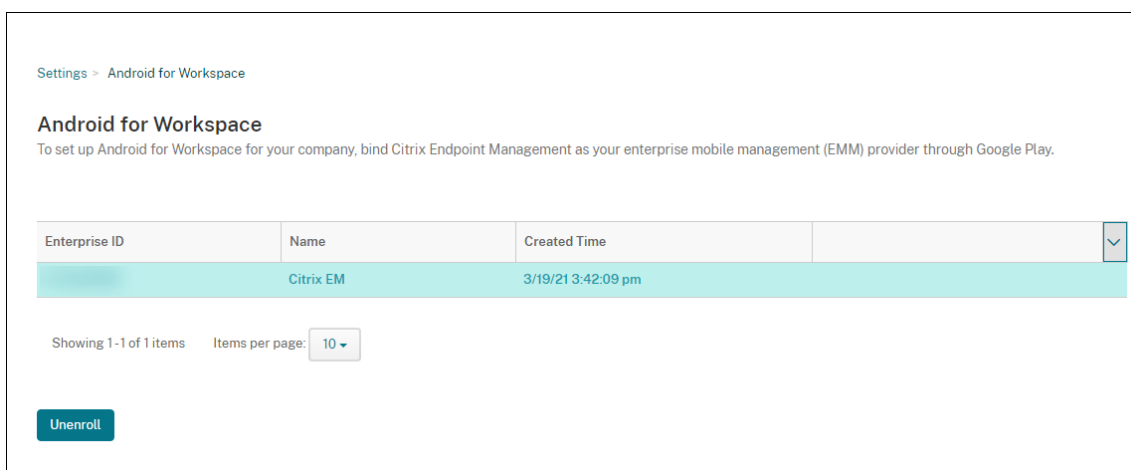 Settings > Android for Workspace
Android for Workspace
To set up Android for Workspace for your company, bind Citrix Endpoint Management as your enterprise mobile management (EMM) provider through Google Play.
Enterprise ID Name Created Time
Citrix EM 3/19/21 3:42:09 pm
Showing 1-1 of 1 items Items per page: 10
Unenroll